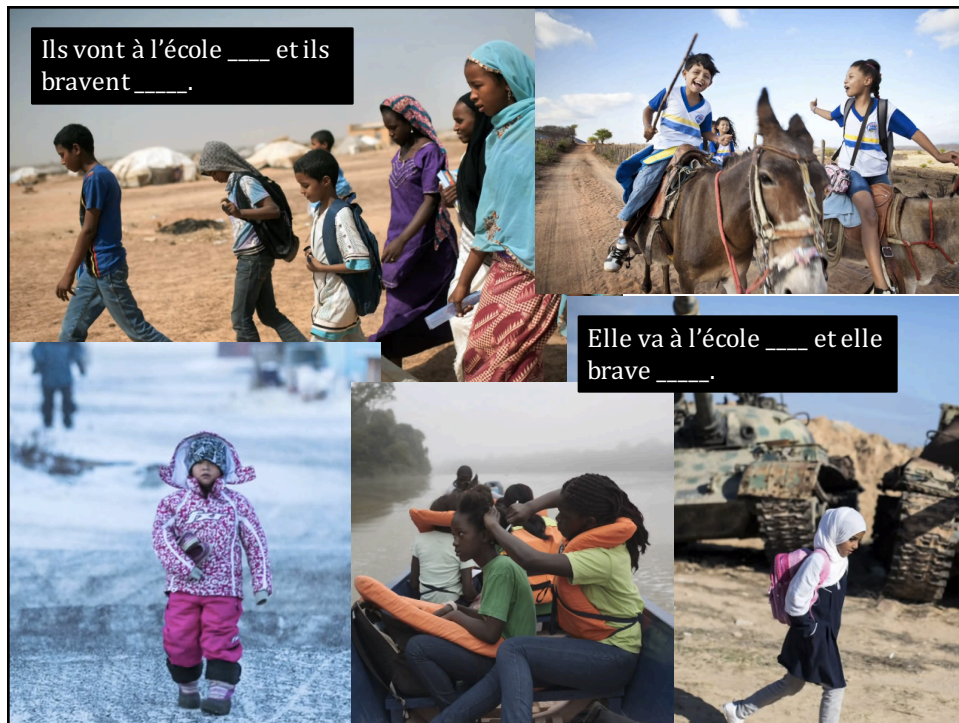 Ils vont à l’école ____ et ils
bravent _____.
Elle va à l’école ____ et elle
brave _____.